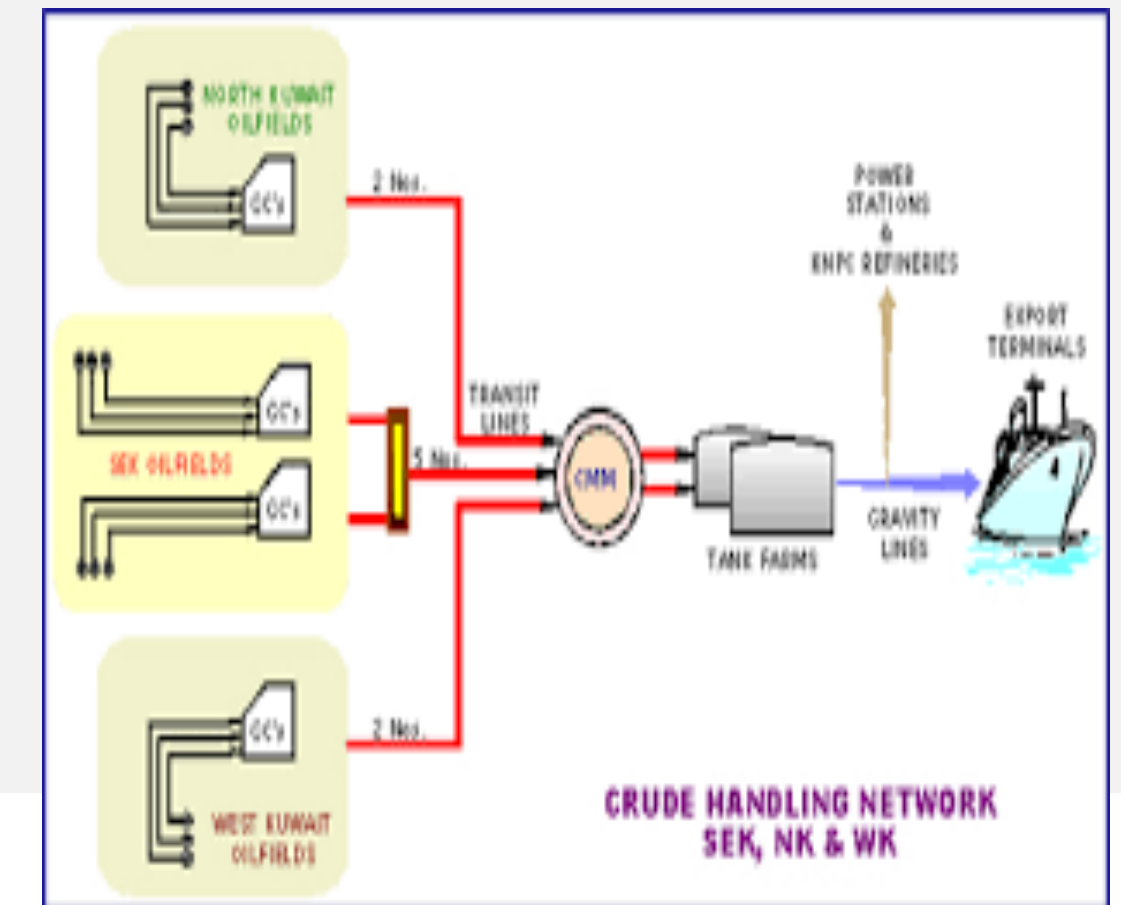 NORTH KUWAIT
OILFIELDS
GC's
2 Nos.
POWER
STATIONS
&
KNPC REFINERIES
EXPORT
TERMINALS
TRANSIT
LINES
GC's
SEK OILFIELDS
5 Nos.
CMM
GC's
GRAVITY
LINES
TANK FARMS
GC's
2 Nos.
WEST KUWAIT
OILFIELDS
CRUDE HANDLING NETWORK
SEK, NK & WK